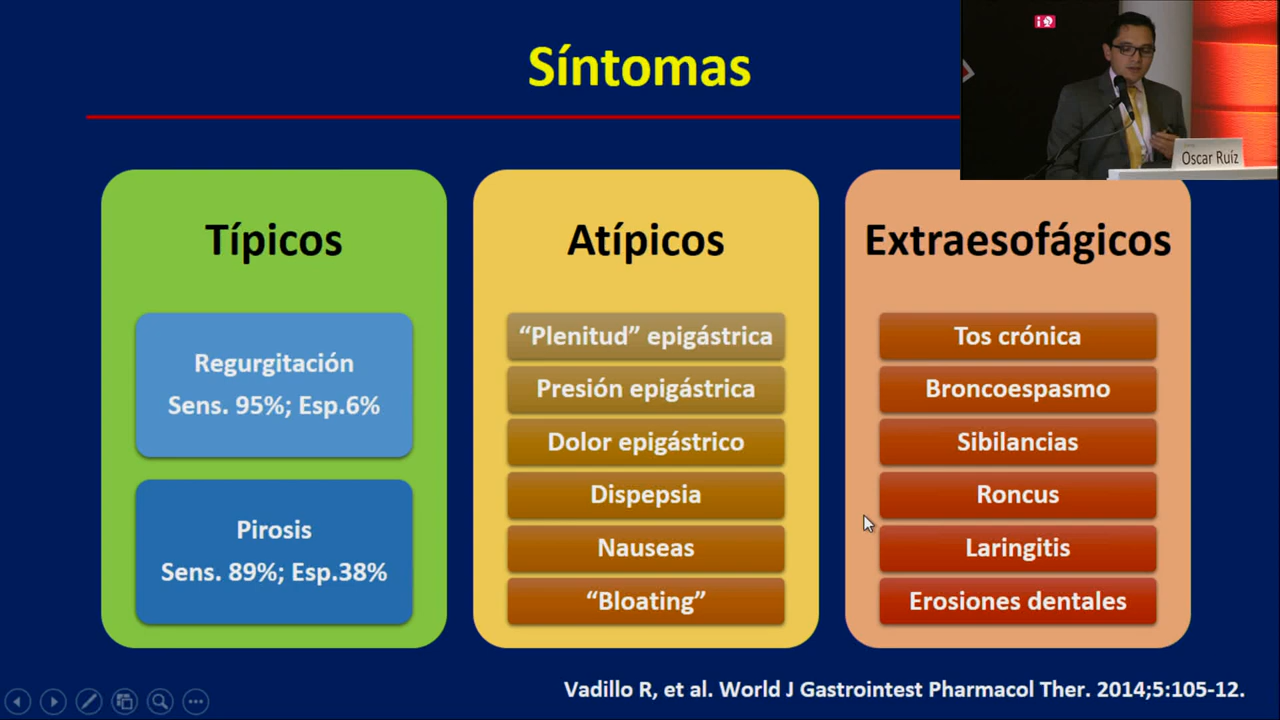 Síntomas
Oscar Ruíz
Típicos
Regurgitación
Sens. 95%; Esp.6%
Pirosis
Sens. 89%; Esp.38%
Atípicos
“Plenitud” epigástrica
Presión epigástrica
Dolor epigástrico
Dispepsia
Nauseas
“Bloating”
Extraesofágicos
Tos crónica
Broncoespasmo
Sibilancias
Roncus
Laringitis
Erosiones dentales
Vadillo R, et al. World J Gastrointest Pharmacol Ther. 2014;5:105-12.